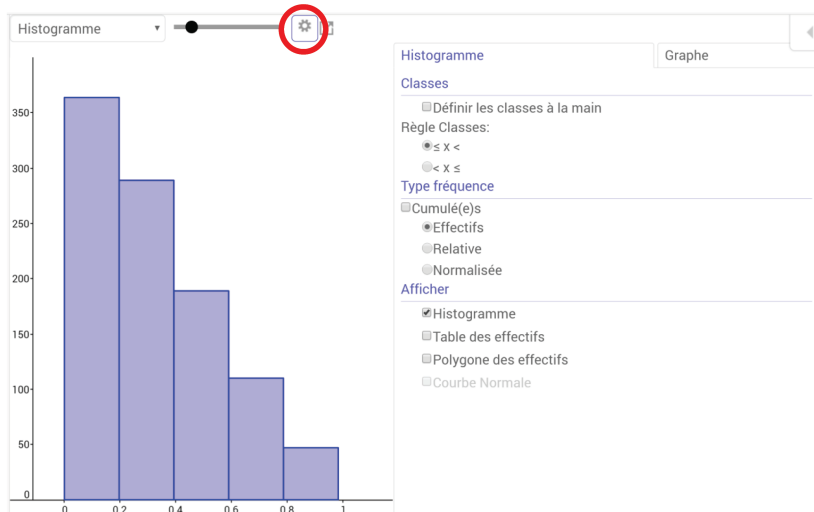 Histogramme
Histogramme
Graphe
Classes
Définir les classes à la main
Règle Classes:
≤ x <
< x ≤
Type fréquence
Cumulé(e)s
Effectifs
Relative
Normalisée
Afficher
Histogramme
Table des effectifs
Polygone des effectifs
Courbe Normale
350
300
250
200
150
100
50
0
0 0.2 0.4 0.6 0.8 1